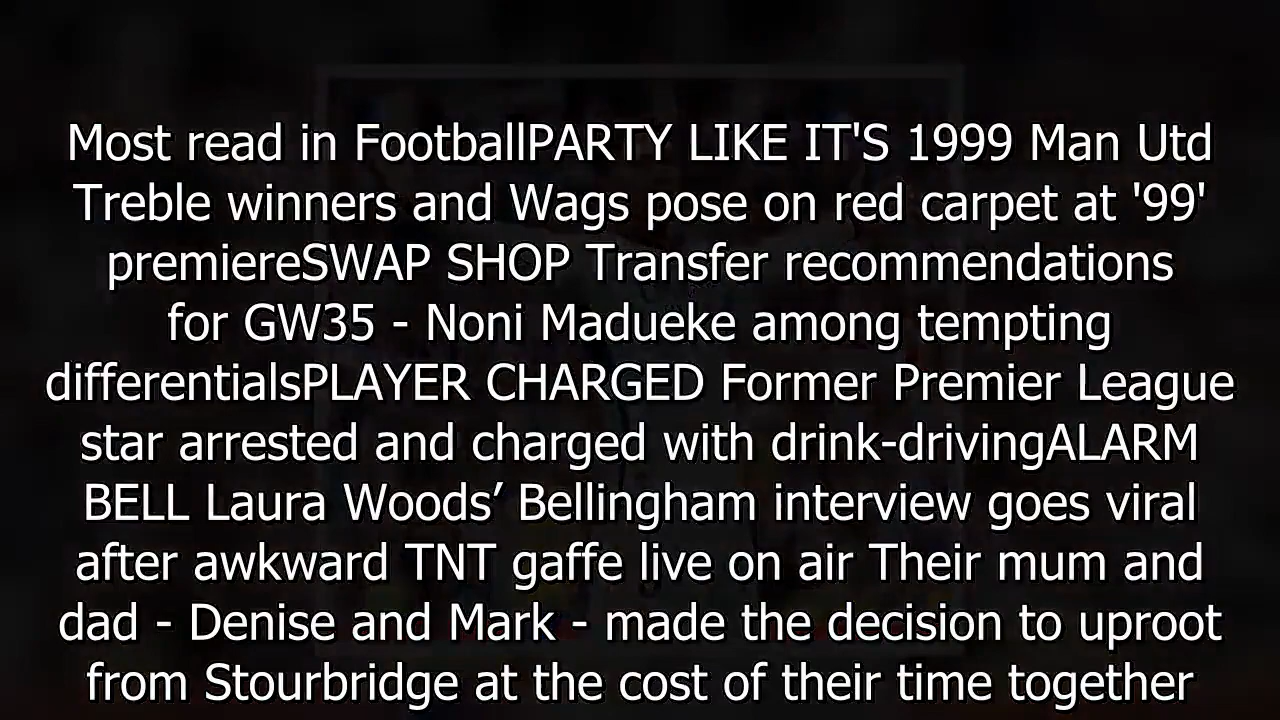 Most read in FootballPARTY LIKE IT'S 1999 Man Utd
Treble winners and Wags pose on red carpet at '99'
premiereSWAP SHOP Transfer recommendations
for GW35 - Noni Madueke among tempting
differentialsPLAYER CHARGED Former Premier League
star arrested and charged with drink-drivingALARM
BELL Laura Woods’ Bellingham interview goes viral
after awkward TNT gaffe live on air Their mum and
dad - Denise and Mark - made the decision to uproot
from Stourbridge at the cost of their time together